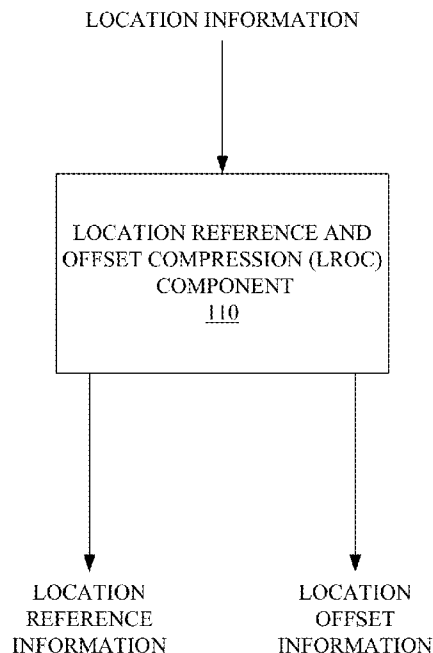 LOCATION INFORMATION
LOCATION REFERENCE AND
OFFSET COMPRESSION (LROC)
COMPONENT
110
LOCATION
REFERENCE
INFORMATION
LOCATION
OFFSET
INFORMATION